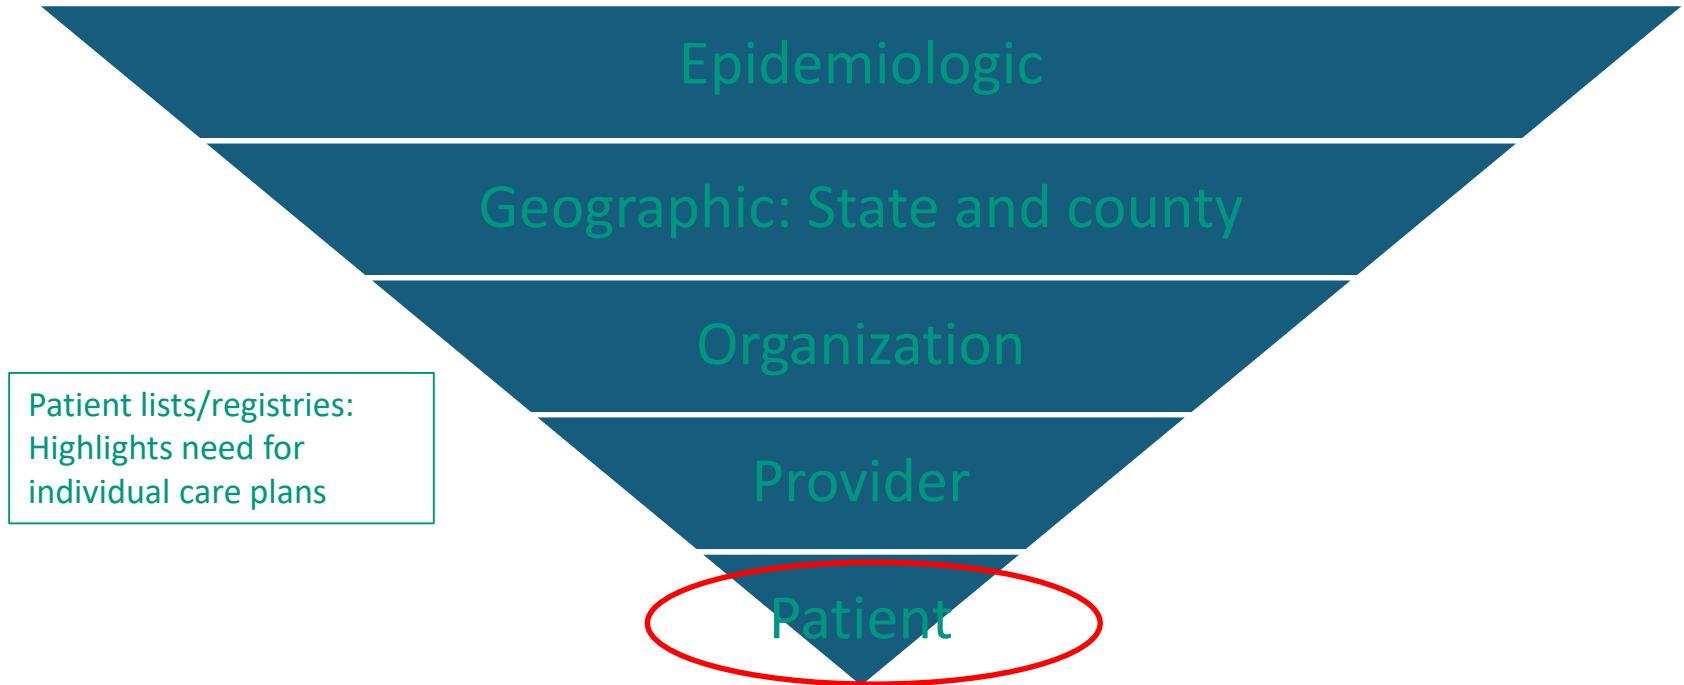 Epidemiologic
Geographic: State and county
Organization
Patient lists/registries:
Highlights need for
individual care plans
Provider
Patient